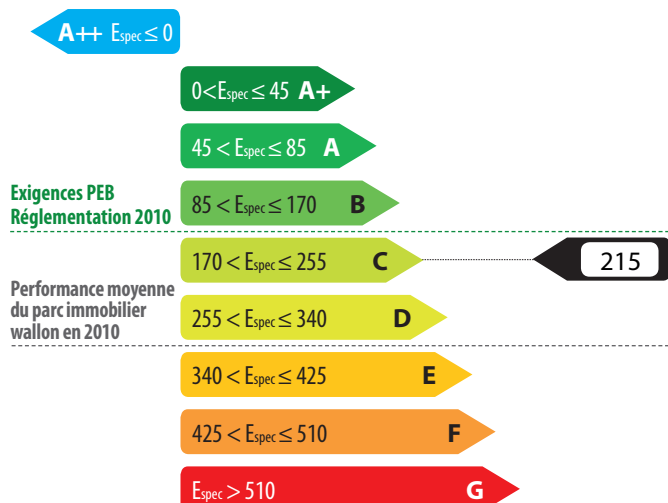 A++ Espec ≤ 0
0<Espec ≤ 45 A+
45 < Espec ≤ 85 A
Exigences PEB
Réglementation 2010
85 < Espec ≤ 170 B
170 < Espec ≤ 255 C
215
Performance moyenne
du parc immobilier
wallon en 2010
255 < Espec ≤ 340 D
340 < Espec ≤ 425 E
425 < Espec ≤ 510 F
Espec > 510 G